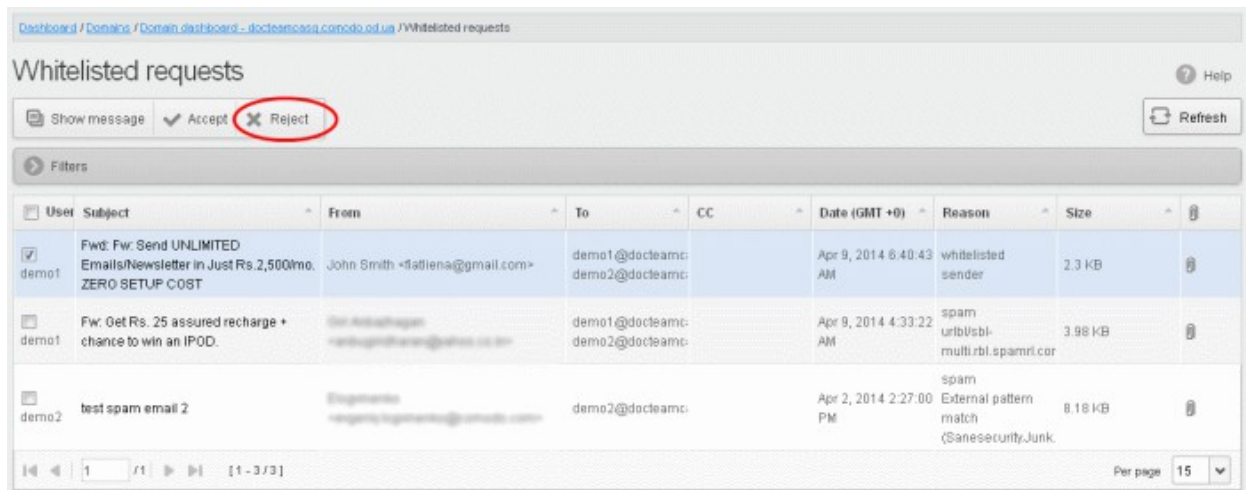 Dashboard / Domains / Domain dashboard - docteamcasg.comodo.od.ua / Whitelisted requests
Whitelisted requests
Help
Show message Accept Reject
Refresh
Filters
User Subject From To CC Date (GMT +0) Reason Size
demo1
Fwd: Fw: Send UNLIMITED
Emails/Newsletter in Just Rs.2,500/mo.
ZERO SETUP COST
John Smith <flatliena@gmail.com>
demo1@docteamc
demo2@docteamc
Apr 9, 2014 6:40:43
AM
whitelisted
sender
2.3 KB
demo1
Fw: Get Rs. 25 assured recharge +
chance to win an IPOD.
demo1@docteamc
demo2@docteamc
Apr 9, 2014 4:33:22
AM
spam
urlbl/sbl-
multi.rbl.spamrl.cor
3.98 KB
demo2
test spam email 2
demo2@docteamc
Apr 2, 2014 2:27:00
PM
spam
External pattern
match
(Sanesecurity.Junk.
8.18 KB
1 /1 [1 - 3 / 3]
Per page 15